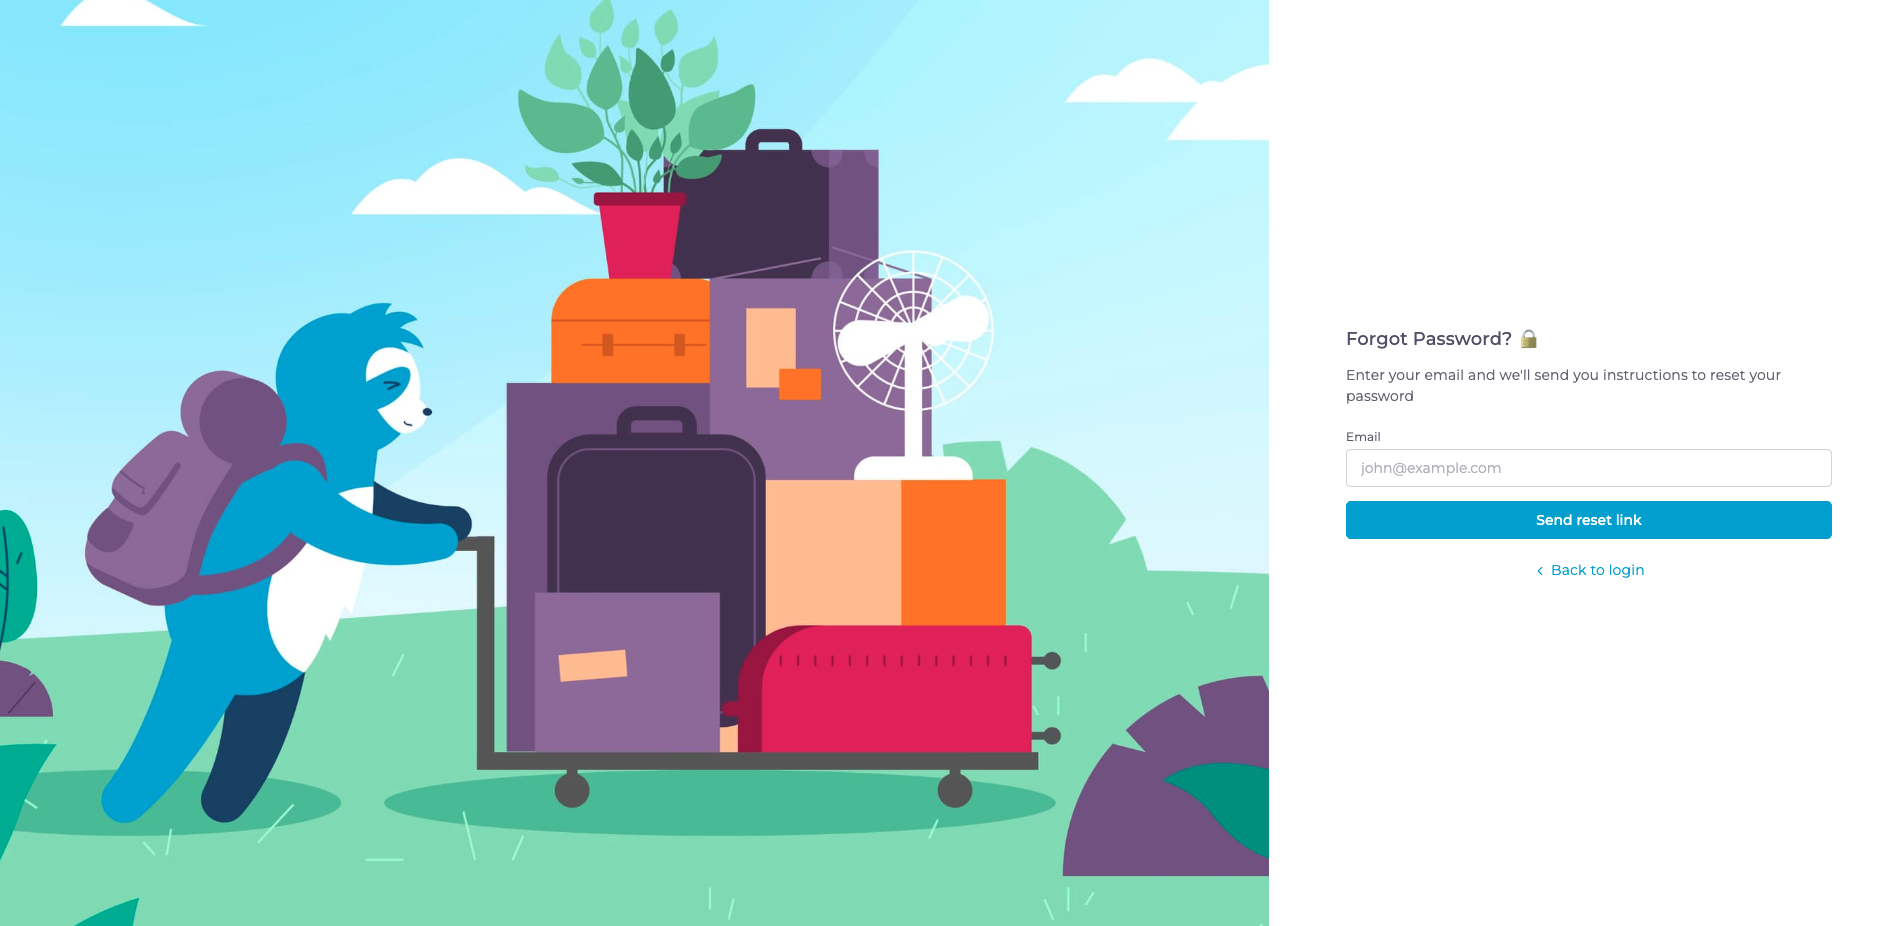 Forgot Password? 🔒
Enter your email and we'll send you instructions to reset your
password
Email
john@example.com
Send reset link
Back to login